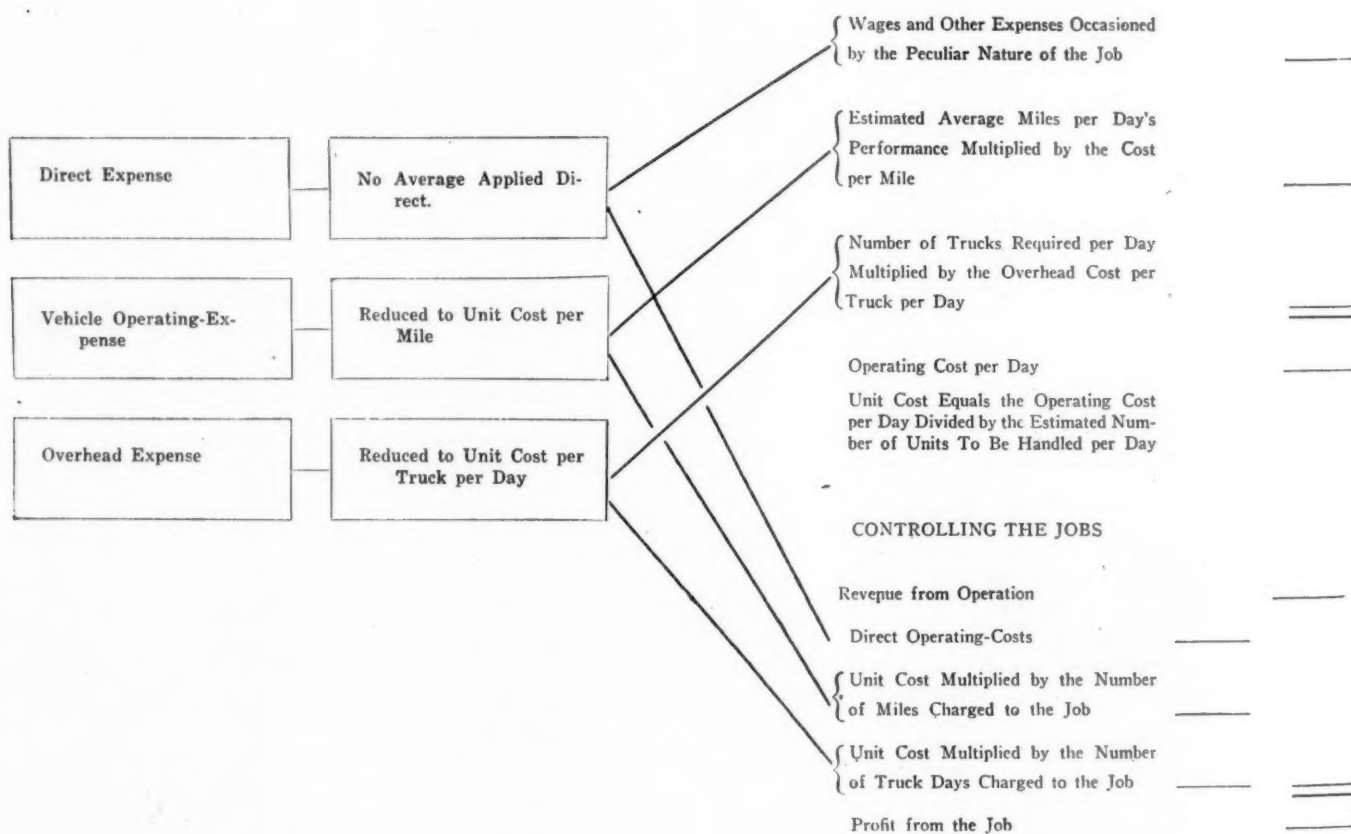 Direct Expense
No Average Applied Di-
rect.
Vehicle Operating-Ex-
pense
Reduced to Unit Cost per
Mile
Overhead Expense
Reduced to Unit Cost per
Truck per Day
Wages and Other Expenses Occasioned
by the Peculiar Nature of the Job
Estimated Average Miles per Day's
Performance Multiplied by the Cost
per Mile
Number of Trucks Required per Day
Multiplied by the Overhead Cost per
Truck per Day
Operating Cost per Day
Unit Cost Equals the Operating Cost
per Day Divided by the Estimated Num-
ber of Units To Be Handled per Day
CONTROLLING THE JOBS
Revenue from Operation
Direct Operating-Costs
Unit Cost Multiplied by the Number
of Miles Charged to the Job
Unit Cost Multiplied by the Number
of Truck Days Charged to the Job
Profit from the Job